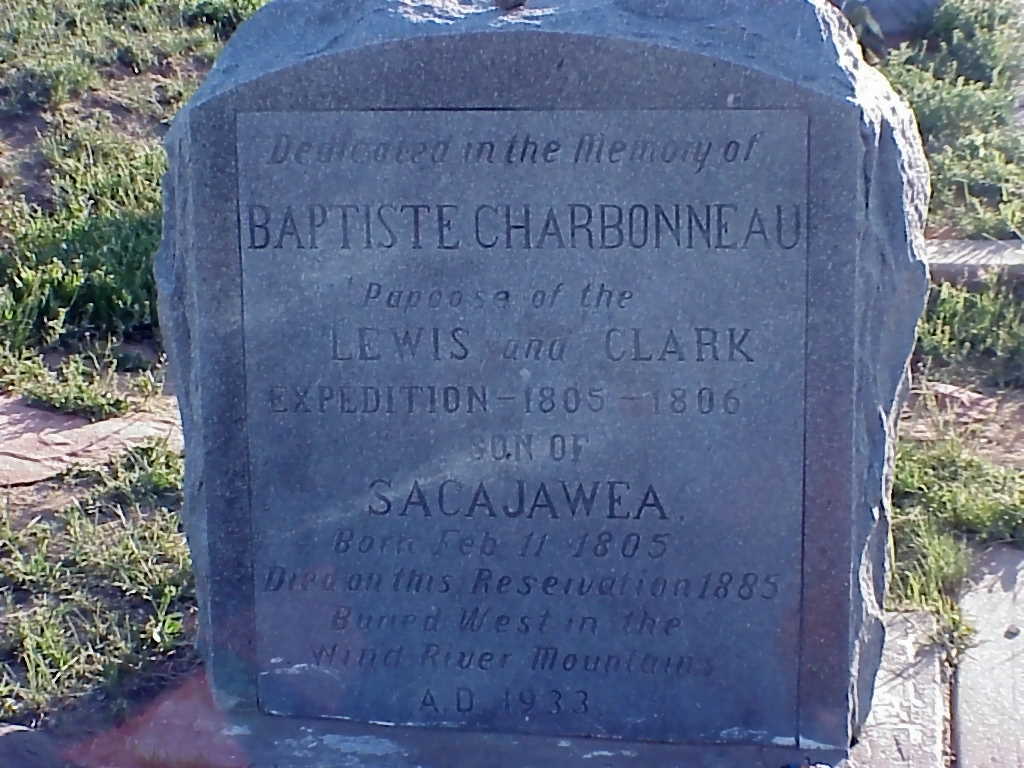 Dedicated in the Memory of
BAPTISTE CHARBONNEAU
Papoose of the
LEWIS and CLARK
EXPEDITION - 1805 - 1806
SON OF
SACAJAWEA
Born Feb 11 1805
Died on this Reservation 1885
Buried West in the
Wind River Mountains
A.D. 1933